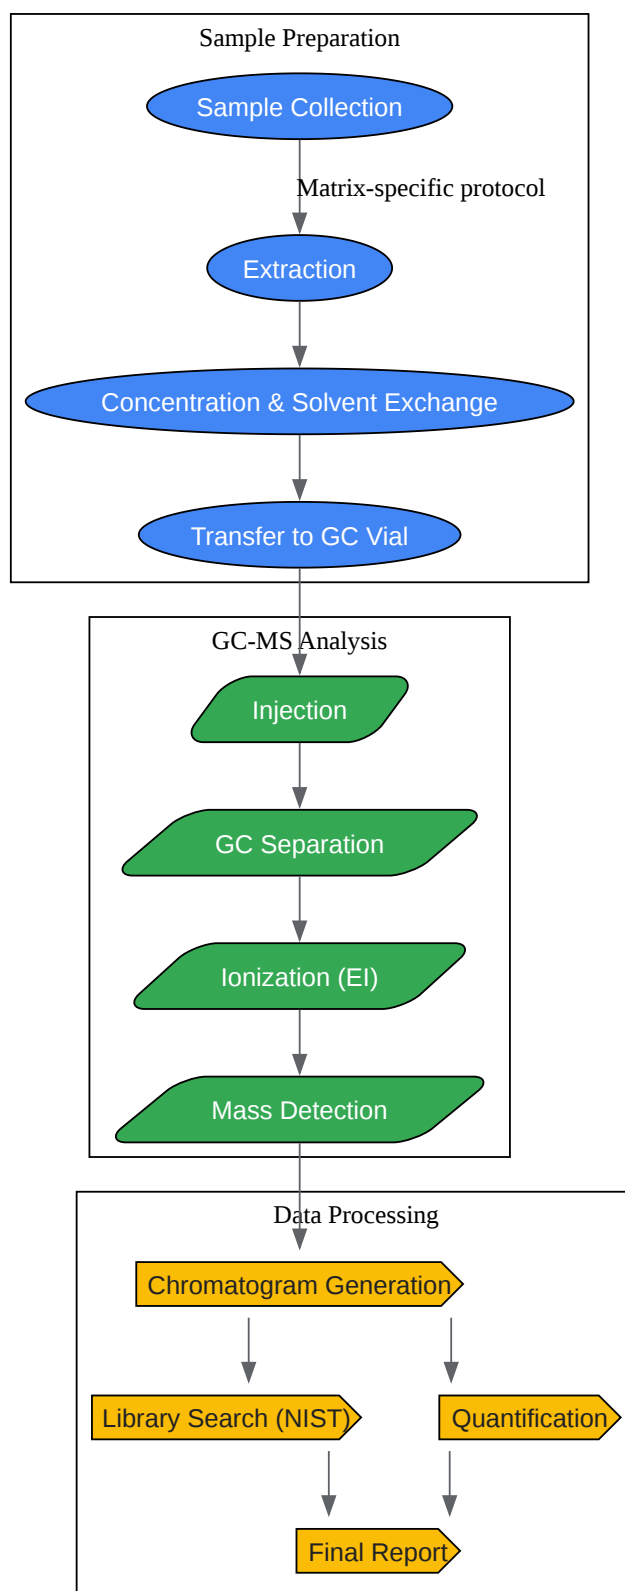 Sample Preparation
Sample Collection
Matrix-specific protocol
Extraction
Concentration & Solvent Exchange
Transfer to GC Vial
GC-MS Analysis
Injection
GC Separation
Ionization (EI)
Mass Detection
Data Processing
Chromatogram Generation
Library Search (NIST)
Quantification
Final Report